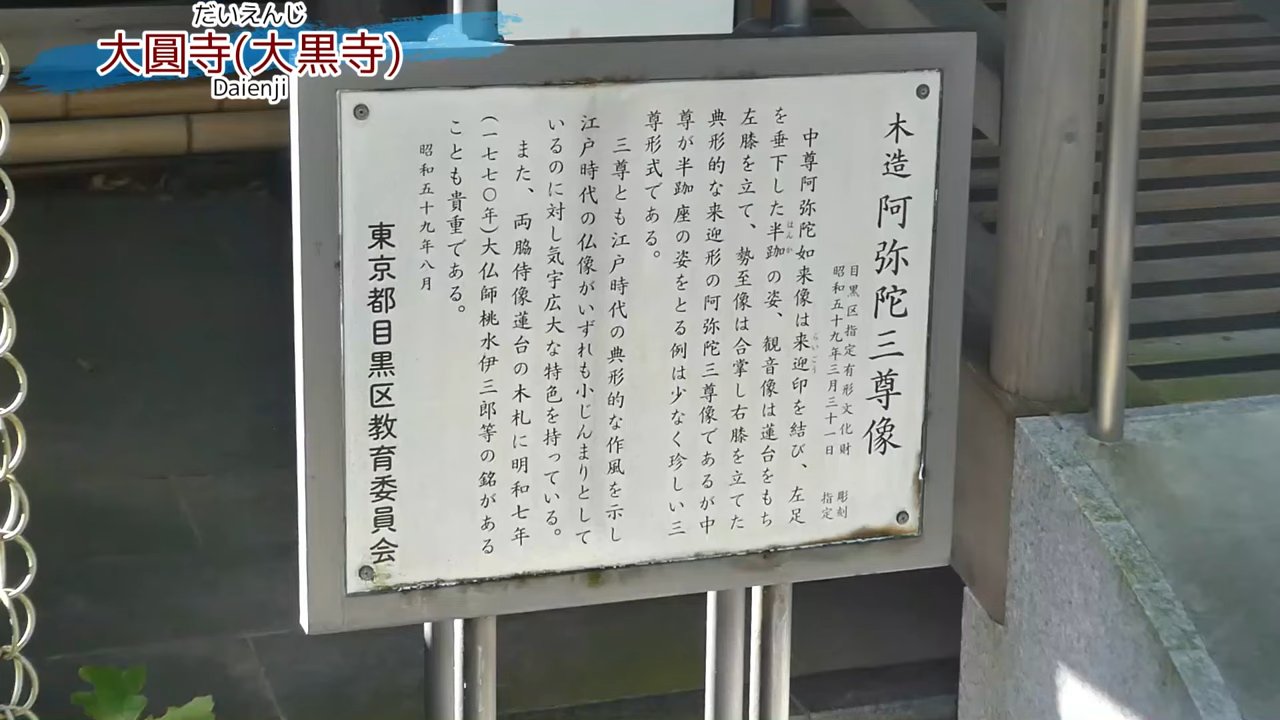 だいえんじ
大圓寺(大黒寺)
Daienji
木造 阿弥陀三尊像
目黒区指定有形文化財 彫刻
昭和五十九年三月三十一日 指定
中尊阿弥陀如来像は来迎印を結び、左足
らいごう
を垂下した半跏の姿、観音像は蓮台をもち
はんか
左膝を立て、勢至像は合掌し右膝を立てた
典形的な来迎形の阿弥陀三尊像であるが中
尊が半跏座の姿をとる例は少なく珍しい三
尊形式である。
三尊とも江戸時代の典形的な作風を示し
江戸時代の仏像がいずれも小じんまりとして
いるのに対し気宇広大な特色を持っている。
また、両脇侍像蓮台の木札に明和七年
(一七七〇年)大仏師桃水伊三郎等の銘がある
ことも貴重である。
昭和五十九年八月
東京都目黒区教育委員会